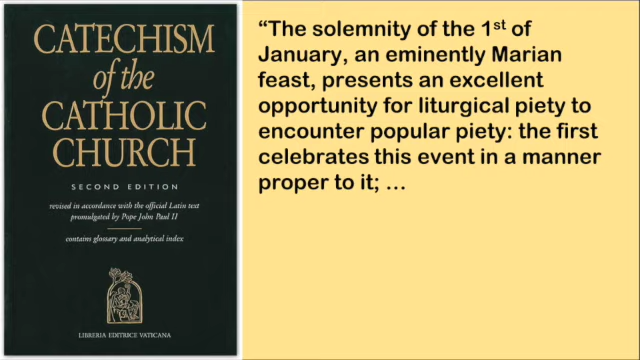 CATECHISM
of the
CATHOLIC
CHURCH
SECOND EDITION
revised in accordance with the official Latin text
promulgated by Pope John Paul II
contains glossary and analytical index
LIBRERIA EDITRICE VATICANA
“The solemnity of the 1st of
January, an eminently Marian
feast, presents an excellent
opportunity for liturgical piety to
encounter popular piety: the first
celebrates this event in a manner
proper to it; ...